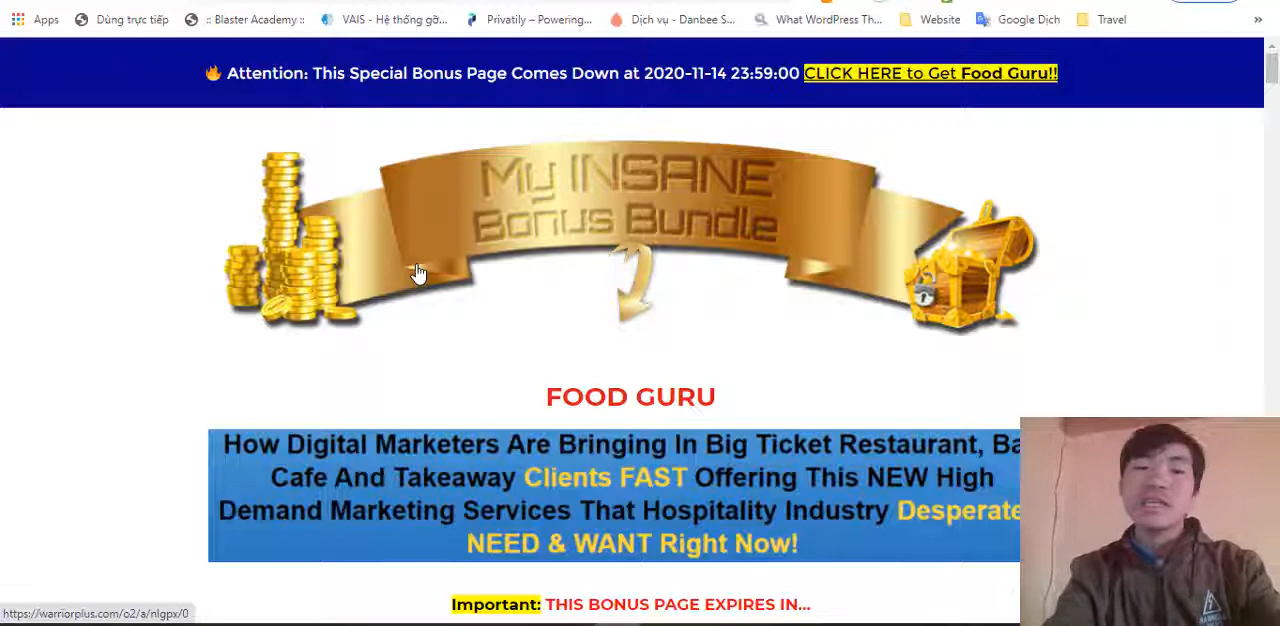 Apps Dùng trực tiếp :: Blaster Academy :: VAIS - Hệ thống gỡ... Privatily – Powering... Dịch vụ - Danbee S... What WordPress Th... Website Google Dịch Travel »
Attention: This Special Bonus Page Comes Down at 2020-11-14 23:59:00 CLICK HERE to Get Food Guru!!
My INSANE
Bonus Bundle
FOOD GURU
How Digital Marketers Are Bringing In Big Ticket Restaurant, Ba
Cafe And Takeaway Clients FAST Offering This NEW High
Demand Marketing Services That Hospitality Industry Desperate
NEED & WANT Right Now!
Important: THIS BONUS PAGE EXPIRES IN...
https://warriorplus.com/o2/a/nlgpx/0